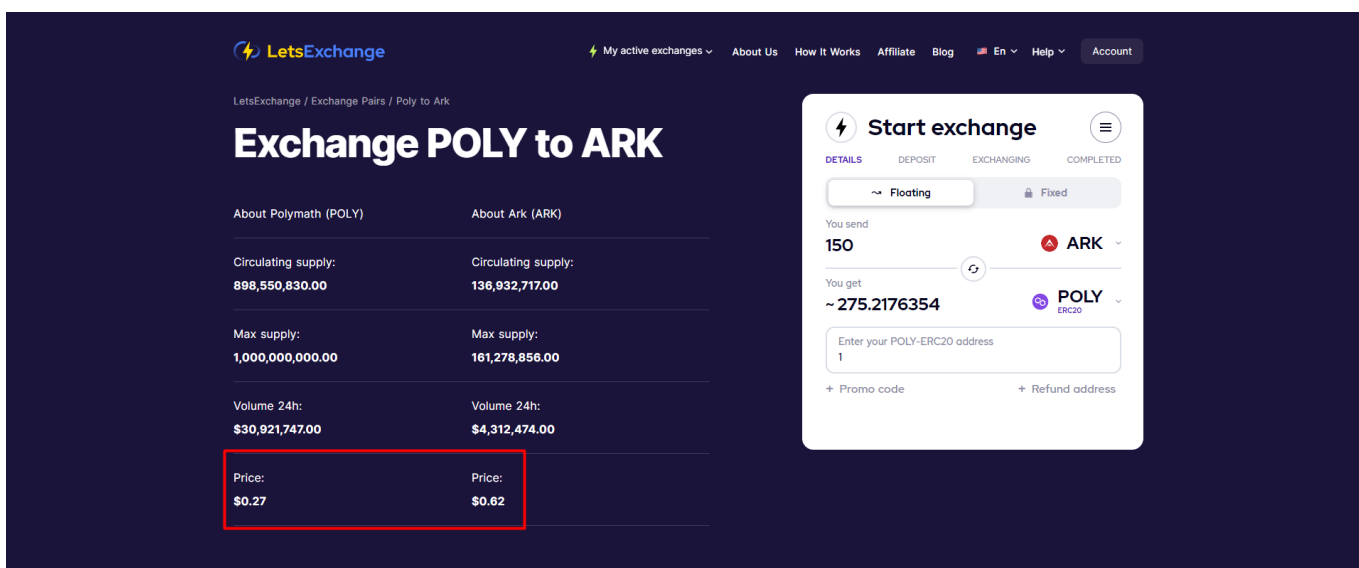 LetsExchange
My active exchanges
About Us
How It Works
Affiliate
Blog
En
Help
Account
LetsExchange / Exchange Pairs / Poly to Ark
Exchange POLY to ARK
About Polymath (POLY)
About Ark (ARK)
Circulating supply:
898,550,830.00
Circulating supply:
136,932,717.00
Max supply:
1,000,000,000.00
Max supply:
161,278,856.00
Volume 24h:
$30,921,747.00
Volume 24h:
$4,312,474.00
Price:
$0.27
Price:
$0.62
Start exchange
DETAILS
DEPOSIT
EXCHANGING
COMPLETED
Floating
Fixed
You send
150
ARK
You get
~ 275.2176354
POLY
ERC20
Enter your POLY-ERC20 address
1
+ Promo code
+ Refund address